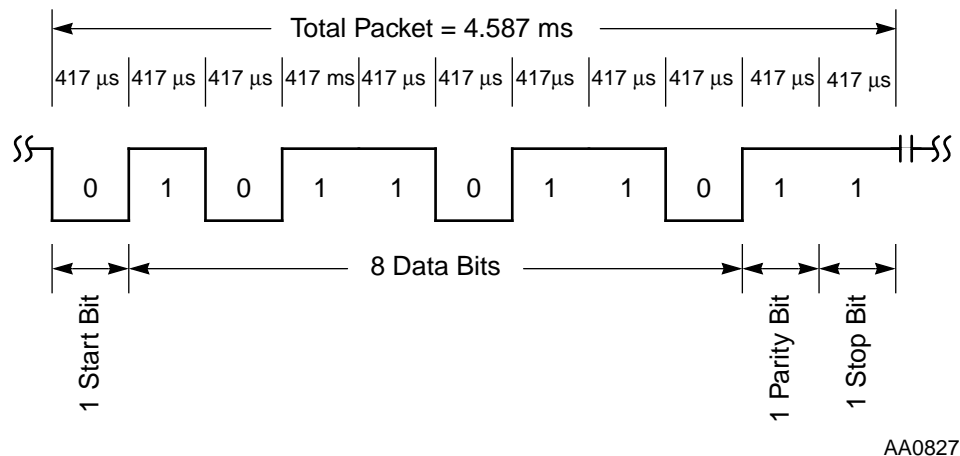 Total Packet = 4.587 ms
417 μs 417 μs 417 μs 417 ms 417 μs 417 μs 417μs 417 μs 417 μs 417 μs 417 μs
0 1 0 1 1 0 1 1 0 1 1
8 Data Bits
1 Start Bit
1 Parity Bit
1 Stop Bit
AA0827